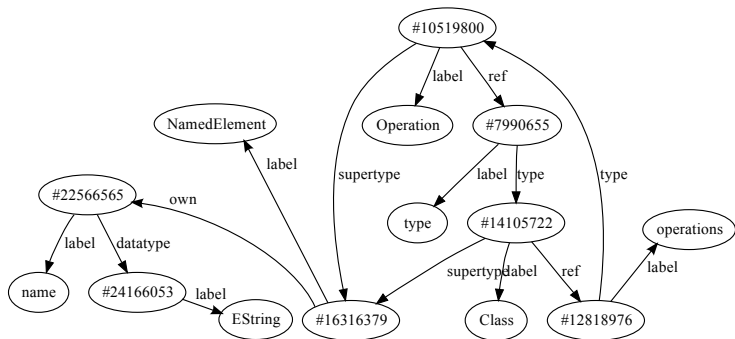 #10519800
label
ref
NamedElement
Operation
#7990655
label
own
supertype
label
type
type
#22566565
type
#14105722
operations
label
datatype
supertype
label
ref
label
name
#24166053
label
EString
#16316379
Class
#12818976